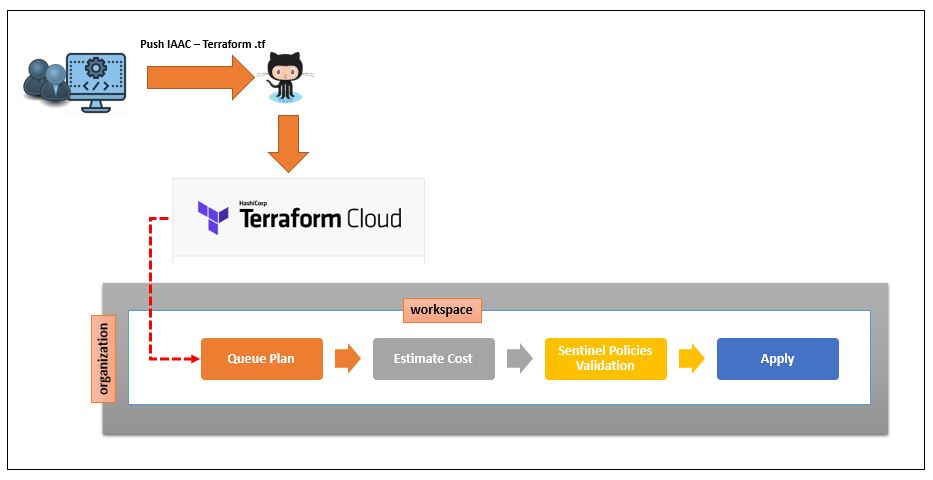 Push IAAC – Terraform .tf
HashiCorp
Terraform Cloud
workspace
organization
Queue Plan
Estimate Cost
Sentinel Policies
Validation
Apply